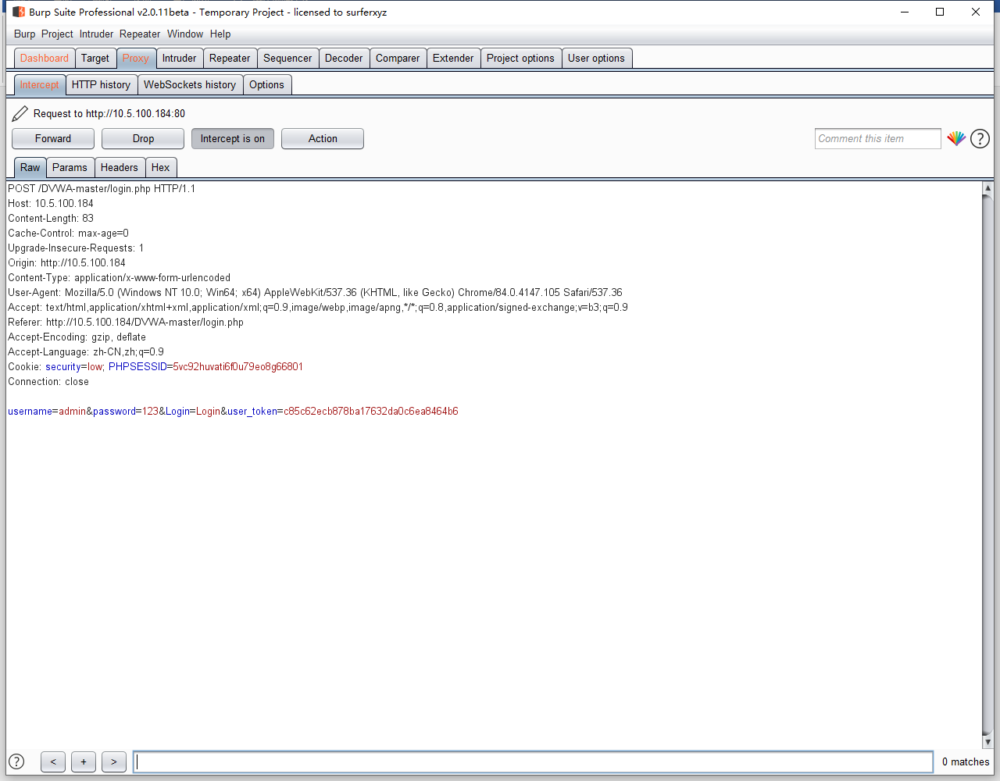 Burp Suite Professional v2.0.11beta - Temporary Project - licensed to surferxyz
Burp Project Intruder Repeater Window Help
Dashboard Target Proxy Intruder Repeater Sequencer Decoder Comparer Extender Project options User options
Intercept HTTP history WebSockets history Options
Request to http://10.5.100.184:80
Forward Drop Intercept is on Action Comment this item ?
Raw Params Headers Hex
POST /DVWA-master/login.php HTTP/1.1
Host: 10.5.100.184
Content-Length: 83
Cache-Control: max-age=0
Upgrade-Insecure-Requests: 1
Origin: http://10.5.100.184
Content-Type: application/x-www-form-urlencoded
User-Agent: Mozilla/5.0 (Windows NT 10.0; Win64; x64) AppleWebKit/537.36 (KHTML, like Gecko) Chrome/84.0.4147.105 Safari/537.36
Accept: text/html,application/xhtml+xml,application/xml;q=0.9,image/webp,image/apng,*/*;q=0.8,application/signed-exchange;v=b3;q=0.9
Referer: http://10.5.100.184/DVWA-master/login.php
Accept-Encoding: gzip, deflate
Accept-Language: zh-CN,zh;q=0.9
Cookie: security=low; PHPSESSID=5vc92huvati6f0u79eo8g66801
Connection: close
username=admin&password=123&Login=Login&user_token=c85c62ecb878ba17632da0c6ea8464b6
? < + > 0 matches